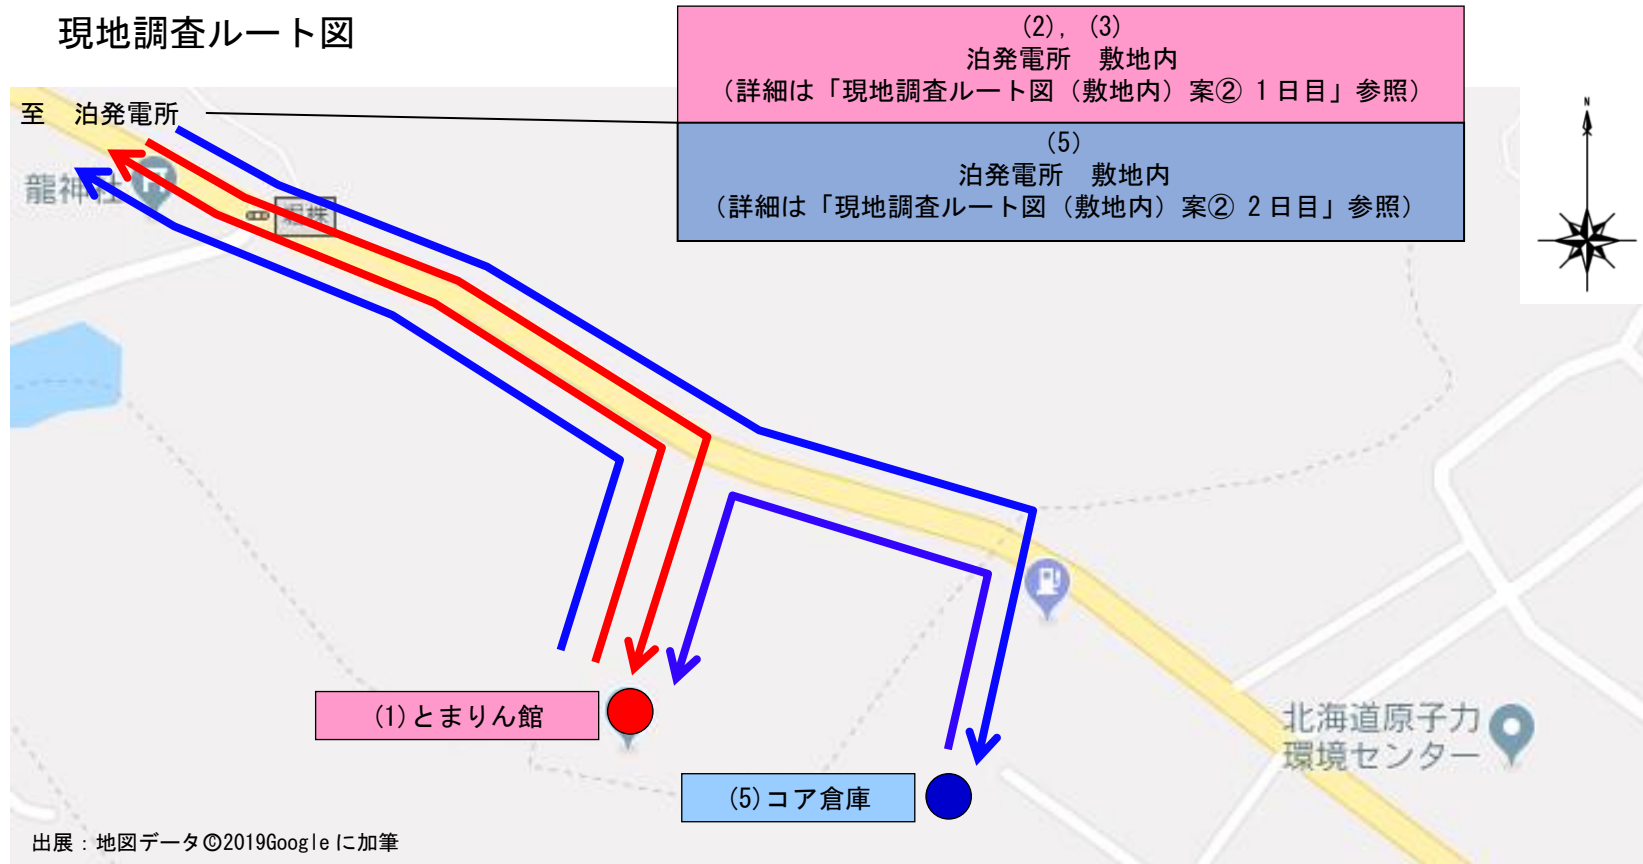 現地調査ルート図
(2), (3)
泊発電所 敷地内
(詳細は「現地調査ルート図(敷地内)案② 1日目」参照)
(5)
泊発電所 敷地内
(詳細は「現地調査ルート図(敷地内)案② 2日目」参照)
N
至 泊発電所
龍神社
堀株
(1)とまりん館
(5)コア倉庫
北海道原子力
環境センター
出展:地図データ©2019Googleに加筆